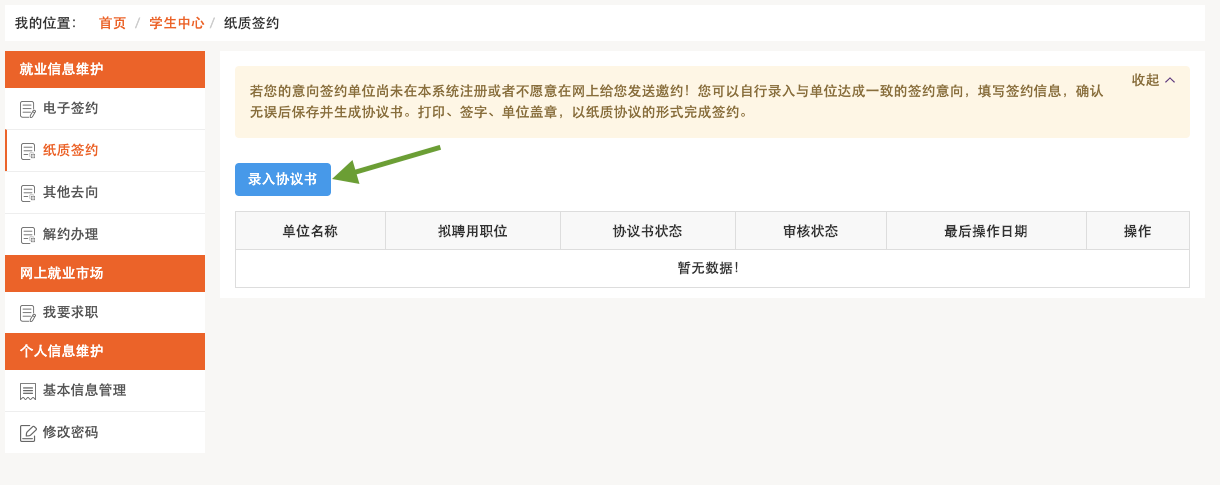 我的位置： 首页 / 学生中心 / 纸质签约
就业信息维护
电子签约
纸质签约
其他去向
解约办理
网上就业市场
我要求职
个人信息维护
基本信息管理
修改密码
收起
若您的意向签约单位尚未在本系统注册或者不愿意在网上给您发送邀约！您可以自行录入与单位达成一致的签约意向，填写签约信息，确认
无误后保存并生成协议书。打印、签字、单位盖章，以纸质协议的形式完成签约。
录入协议书
单位名称 拟聘用职位 协议书状态 审核状态 最后操作日期 操作
暂无数据！